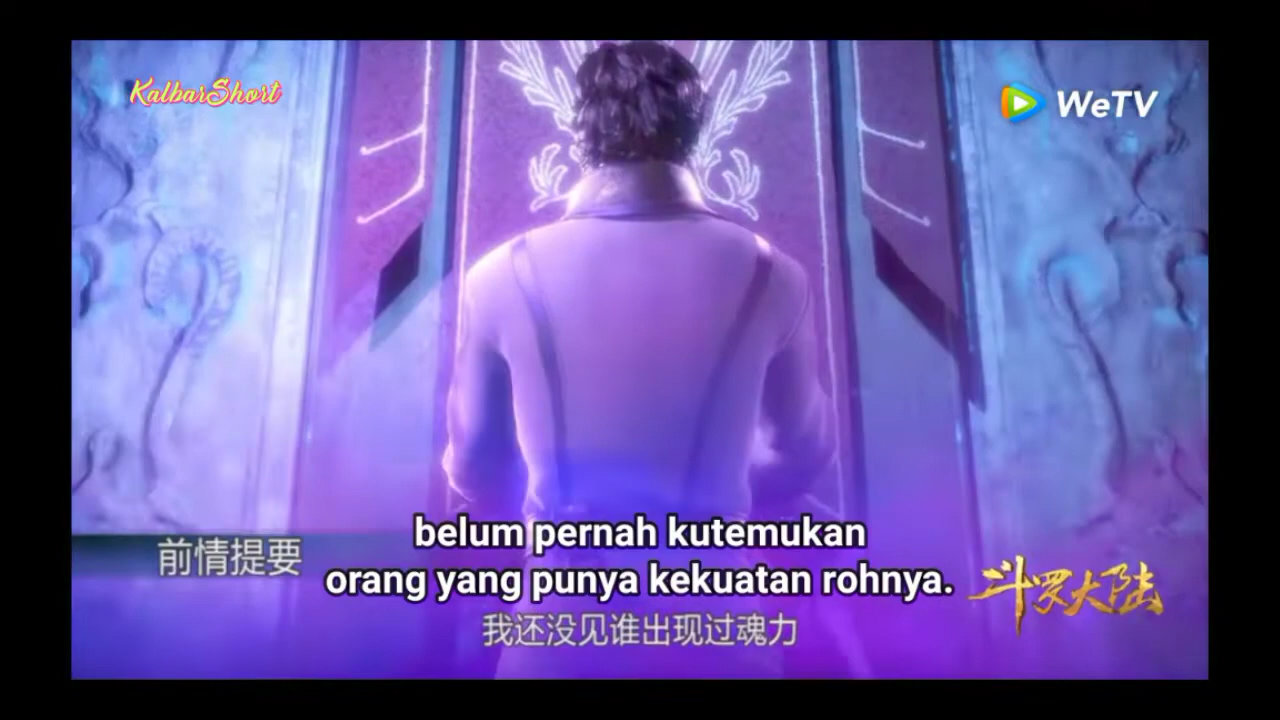 KalbarShort
WeTV
belum pernah kutemukan
orang yang punya kekuatan rohnya.
前情提要
斗罗大陆
我还没见谁出现过魂力